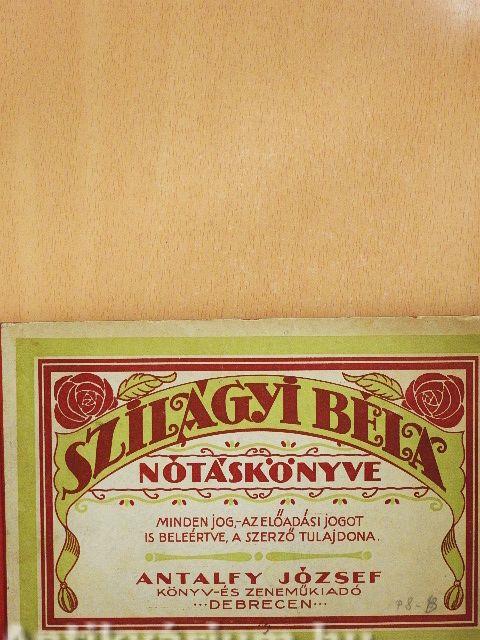 SZILÁGYI BÉLA
NÓTÁSKÖNYVE
MINDEN JOG,-AZ ELŐADÁSI JOGOT
IS BELEÉRTVE, A SZERZŐ TULAJDONA.
ANTALFY JÓZSEF
KÖNYV-ÉS ZENEMŰKIADÓ
···DEBRECEN···